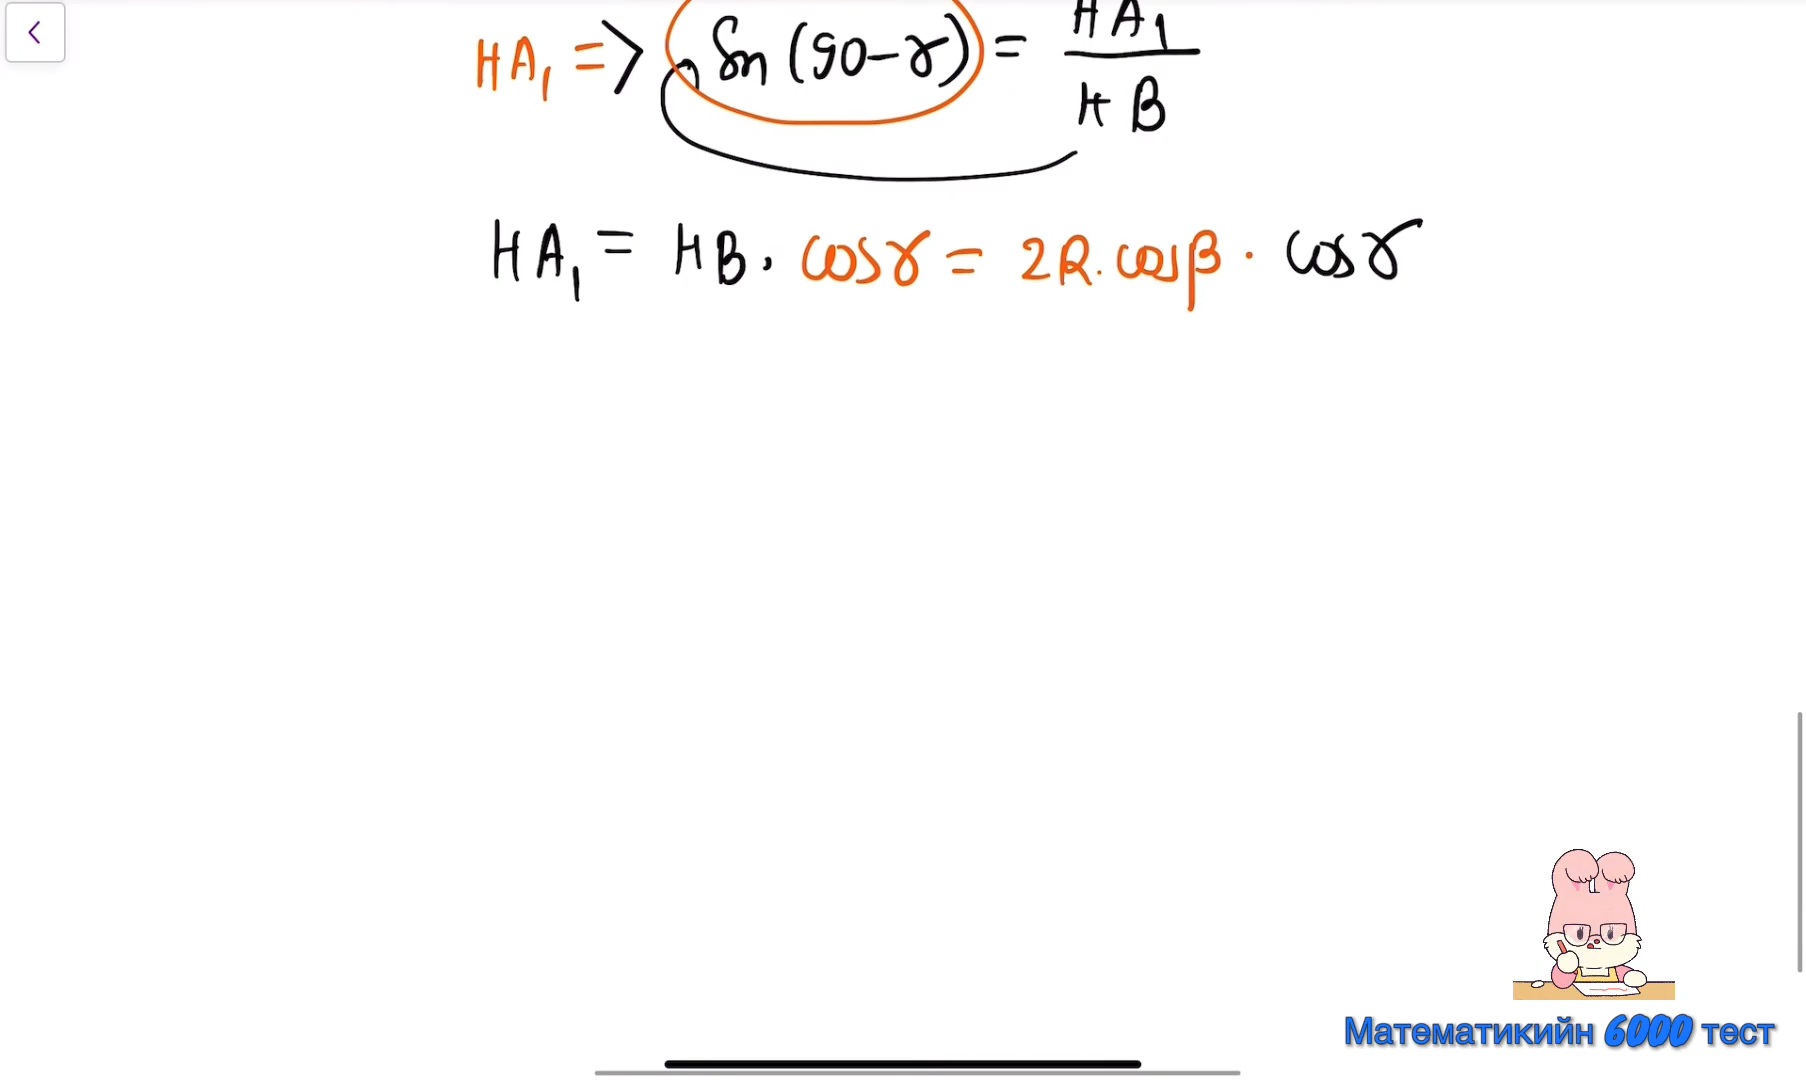 HA₁ => Sin (90-γ) = HA₁ / HB
HA₁ = HB · cosγ = 2R · cosβ · cosγ
Математикийн 6000 тест